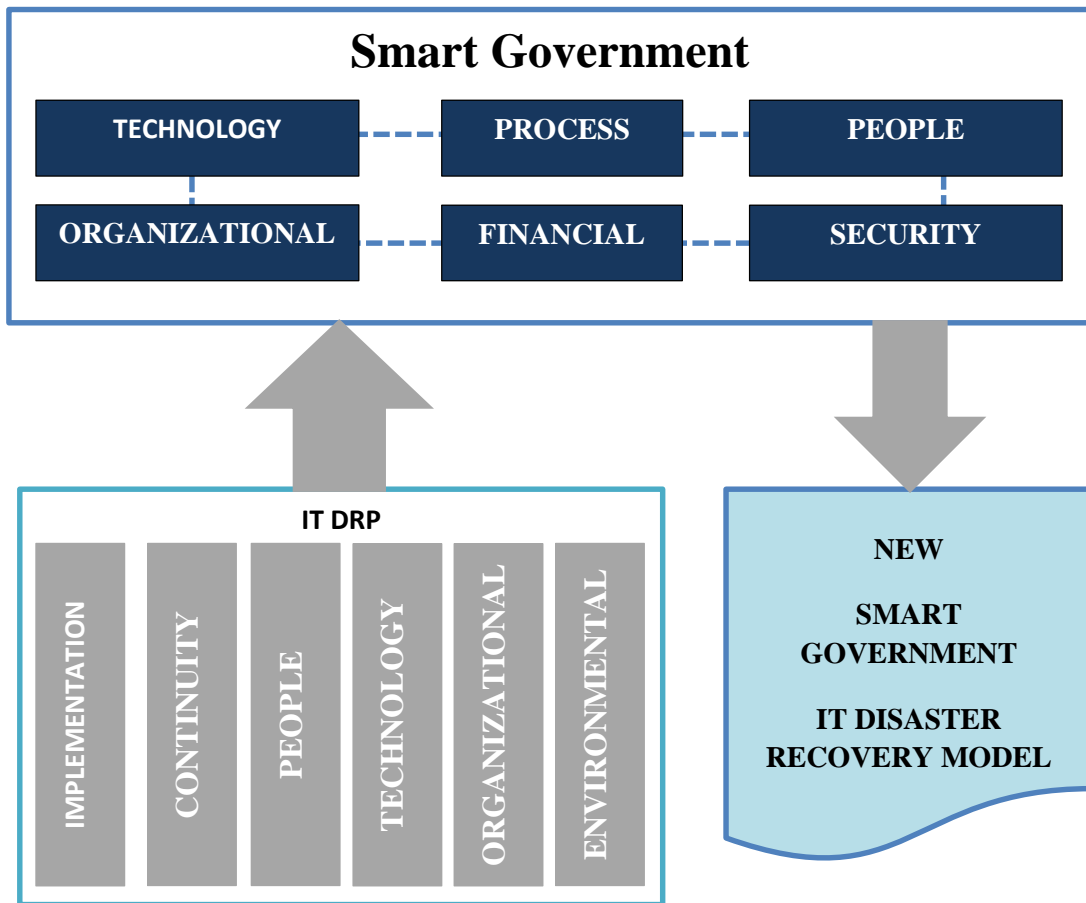 Smart Government
TECHNOLOGY
PROCESS
PEOPLE
ORGANIZATIONAL
FINANCIAL
SECURITY
IT DRP
IMPLEMENTATION
CONTINUITY
PEOPLE
TECHNOLOGY
ORGANIZATIONAL
ENVIRONMENTAL
NEW
SMART
GOVERNMENT
IT DISASTER
RECOVERY MODEL